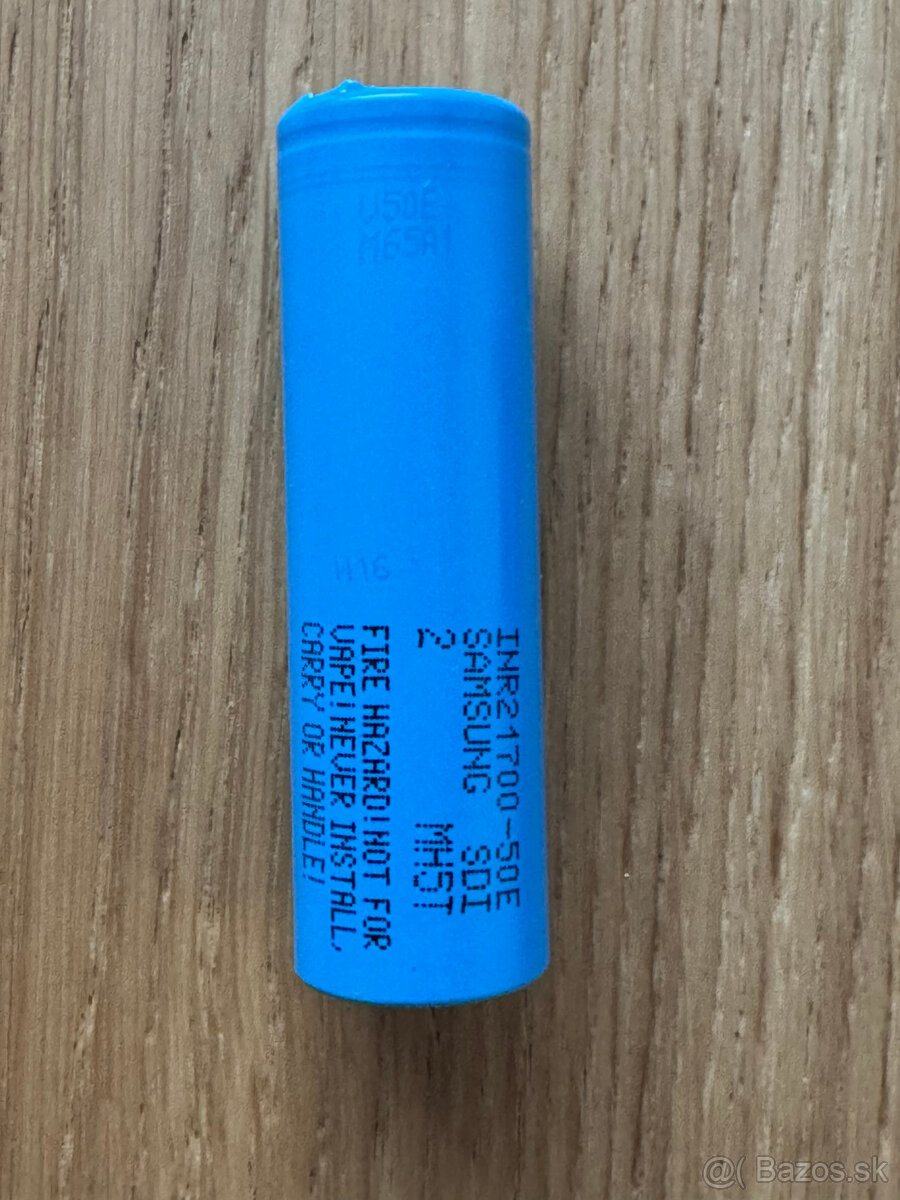 U50E
M65A1
H16
INR21700-50E
SAMSUNG SDI
2 MH5T
FIRE HAZARD!NOT FOR
VAPE!NEVER INSTALL,
CARRY OR HANDLE!
@( Bazos.sk